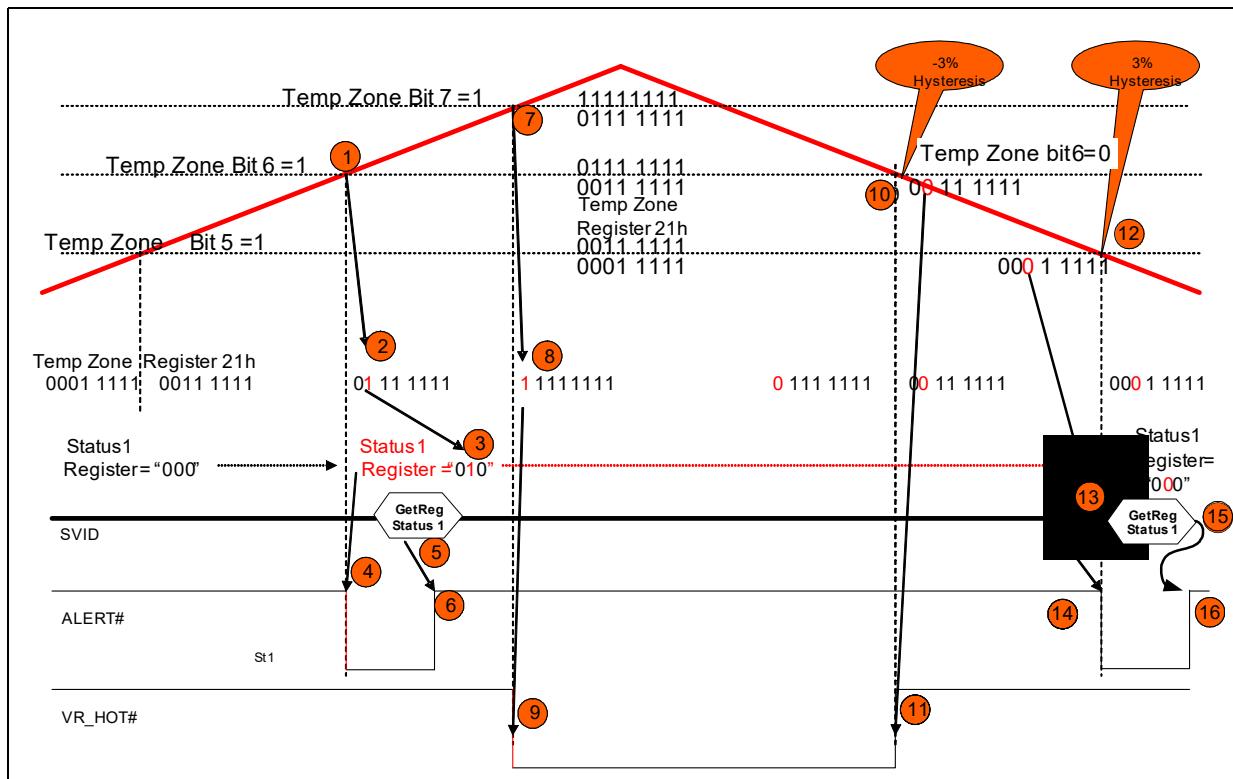 -3%
Hysteresis
3%
Hysteresis
Temp Zone Bit 7 =1
7
11111111
0111 1111
Temp Zone Bit 6 =1
1
0111 1111
0011 1111
Temp Zone
Register 21h
0011 1111
0001 1111
Temp Zone bit6=0
10
00 11 1111
Temp Zone Bit 5 =1
12
000 1 1111
2
8
Temp Zone Register 21h
0001 1111 0011 1111 01 11 1111 1 1111111 0 111 1111 00 11 1111 000 1 1111
3
Status1
Register= “000”
Status1
Register =“010”
Status1
egister=
“000”
13
GetReg
Status 1
GetReg
Status 1
15
SVID
5
4
6
14
16
ALERT#
St1
VR_HOT#
9
11